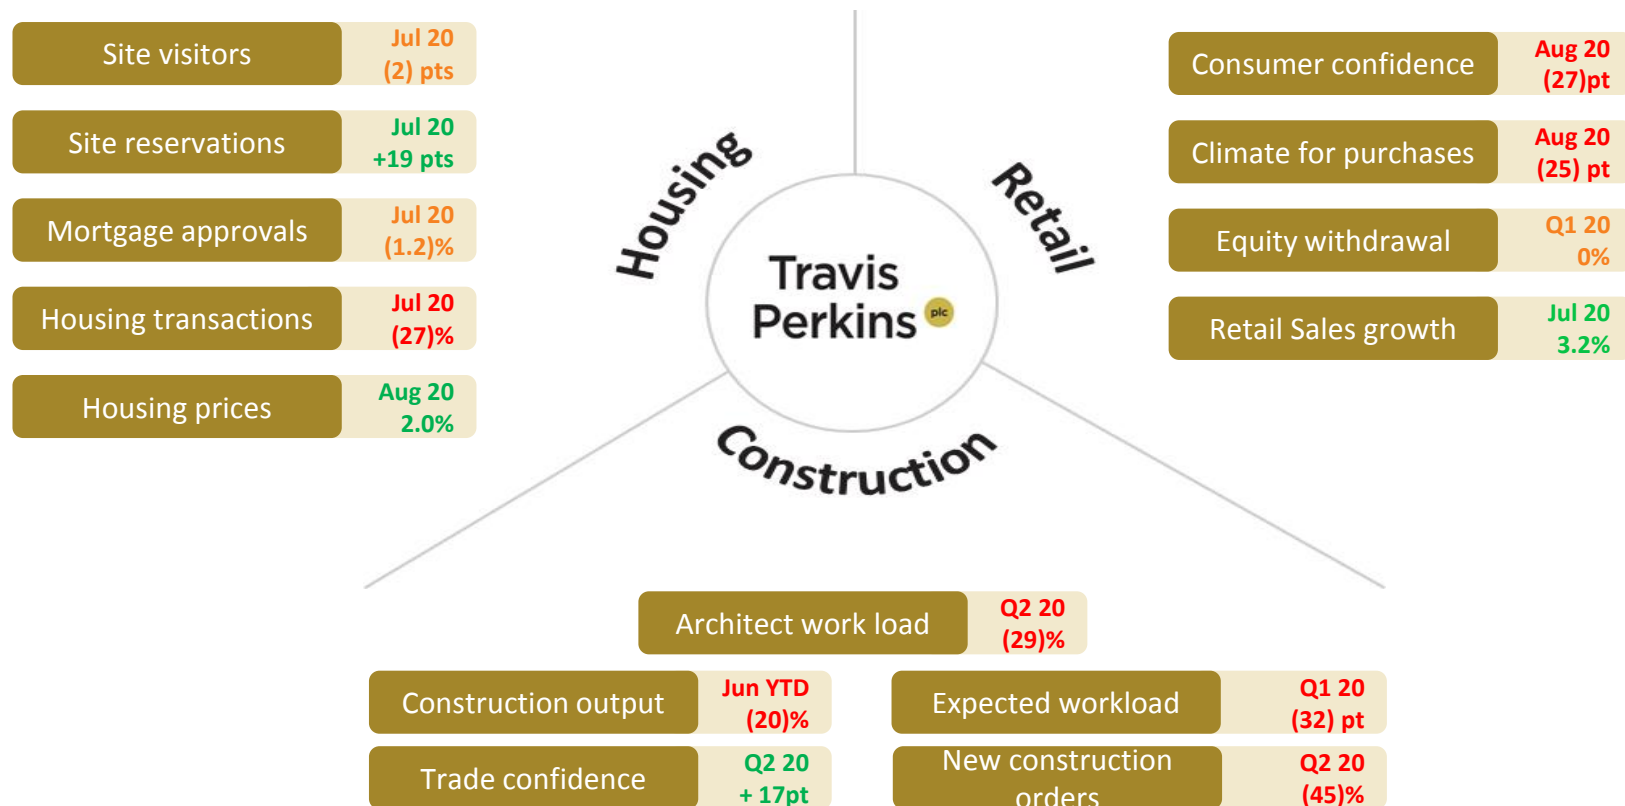 Site visitors
Jul 20
(2) pts
Site reservations
Jul 20
+19 pts
Mortgage approvals
Jul 20
(1.2)%
Housing transactions
Jul 20
(27)%
Housing prices
Aug 20
2.0%
Housing
Retail
Travis
Perkins plc
Construction
Consumer confidence
Aug 20
(27)pt
Climate for purchases
Aug 20
(25) pt
Equity withdrawal
Q1 20
0%
Retail Sales growth
Jul 20
3.2%
Architect work load
Q2 20
(29)%
Construction output
Jun YTD
(20)%
Expected workload
Q1 20
(32) pt
Trade confidence
Q2 20
+ 17pt
New construction
orders
Q2 20
(45)%